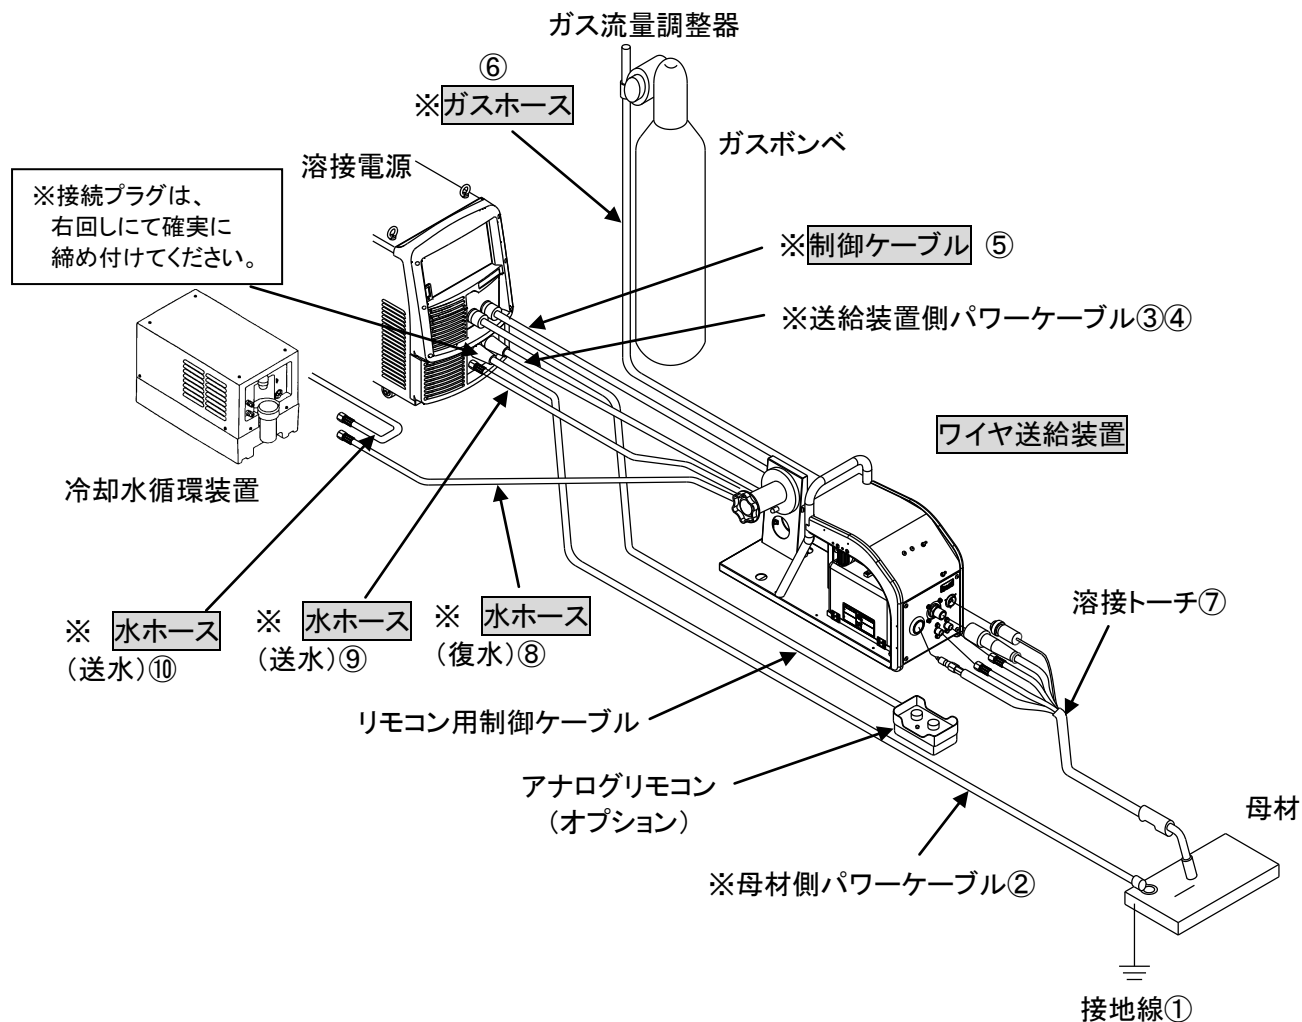 ガス流量調整器
⑥
※ガスホース
ガスボンベ
溶接電源
※接続プラグは、
右回しにて確実に
締め付けてください。
※制御ケーブル ⑤
※送給装置側パワーケーブル③④
ワイヤ送給装置
冷却水循環装置
溶接トーチ⑦
※ 水ホース
(送水)⑩
※ 水ホース
(送水)⑨
※ 水ホース
(復水)⑧
リモコン用制御ケーブル
アナログリモコン
(オプション)
母材
※母材側パワーケーブル②
接地線①